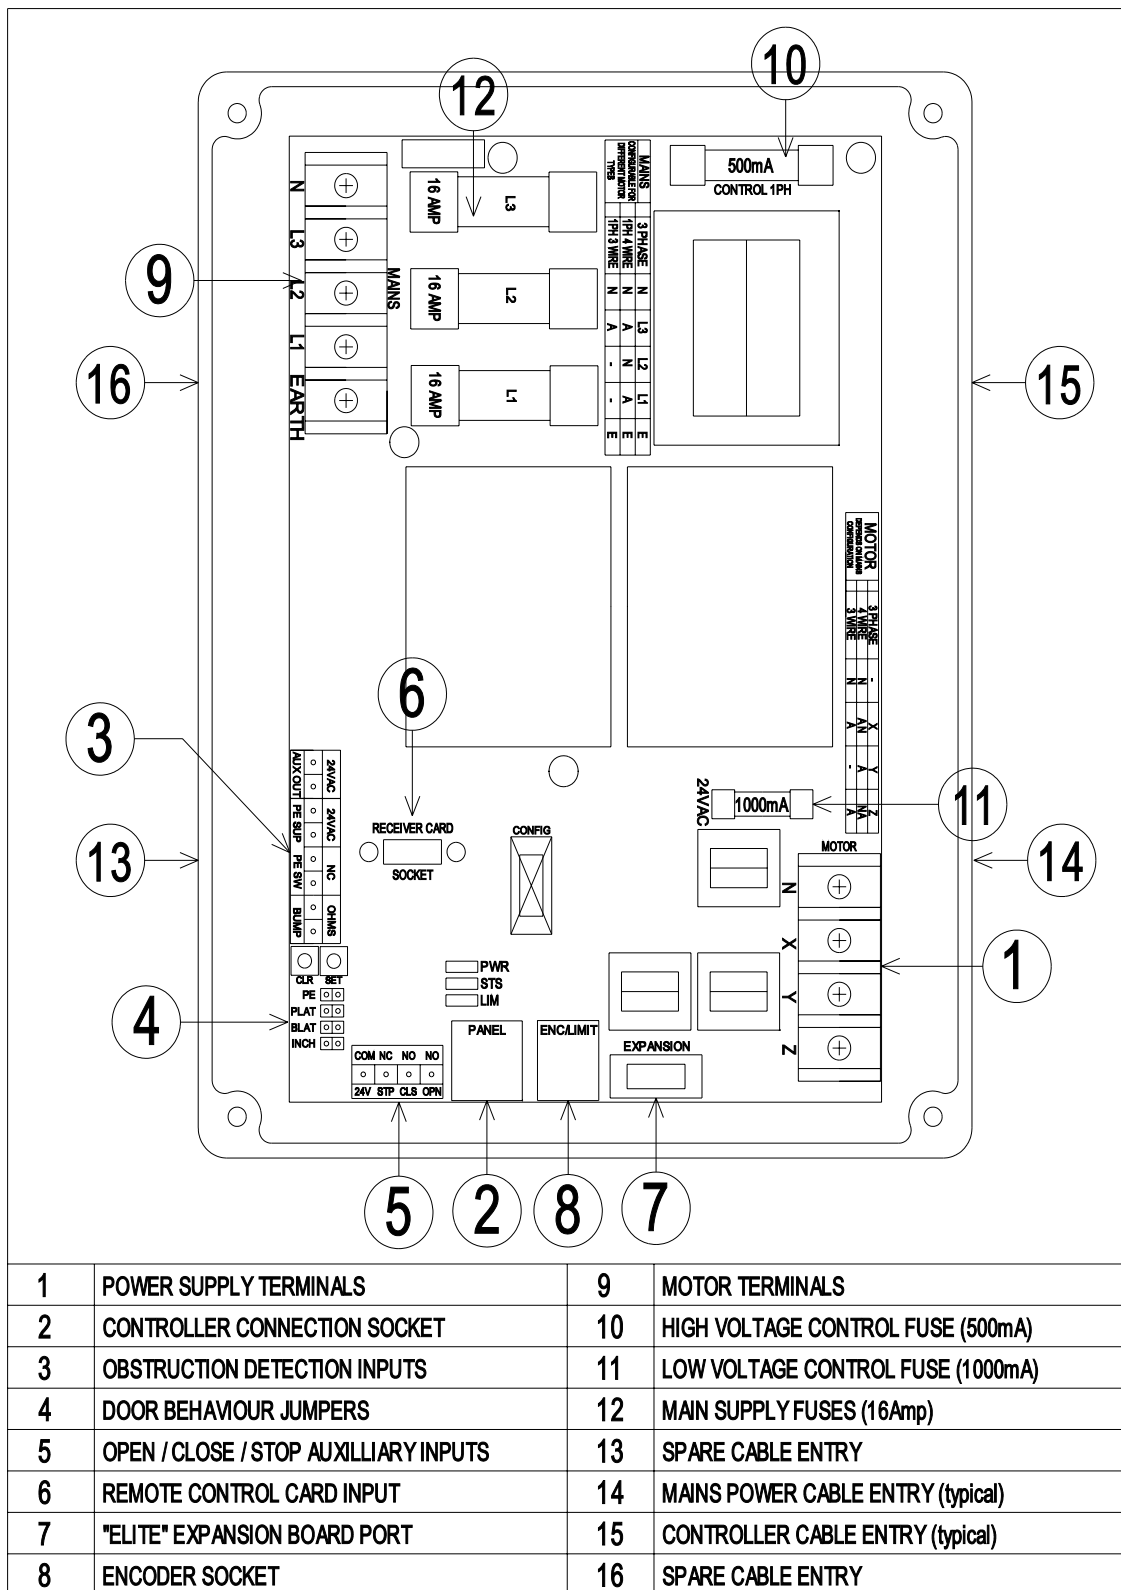 10
12
500mA
CONTROL 1PH
N
L3
L2
L1
EARTH
MAINS
16 AMP
L3
16 AMP
L2
16 AMP
L1
MAINS
CONFIGURABLE FOR
DIFFERENT MOTOR
TYPES
3 PHASE N L3 L2 L1 E
1PH 4 WIRE N A N A E
1PH 3 WIRE N A - - E
9
16
15
MOTOR
DEPENDS ON MAINS
CONFIGURATION
3 PHASE - X Y Z
4 WIRE N AN A NA
3 WIRE N A - A
6
3
13
AUX OUT 24VAC
PE SUP 24VAC
PE SW NC
BUMP OHMS
RECEIVER CARD
SOCKET
CONFIG
24VAC
1000mA
11
14
MOTOR
N
X
Y
Z
1
CLR SET
PE
PLAT
BLAT
INCH
4
PWR
STS
LIM
PANEL
ENC/LIMIT
EXPANSION
COM NC NO NO
24V STP CLS OPN
5
2
8
7
1 POWER SUPPLY TERMINALS 9 MOTOR TERMINALS
2 CONTROLLER CONNECTION SOCKET 10 HIGH VOLTAGE CONTROL FUSE (500mA)
3 OBSTRUCTION DETECTION INPUTS 11 LOW VOLTAGE CONTROL FUSE (1000mA)
4 DOOR BEHAVIOUR JUMPERS 12 MAIN SUPPLY FUSES (16Amp)
5 OPEN / CLOSE / STOP AUXILLIARY INPUTS 13 SPARE CABLE ENTRY
6 REMOTE CONTROL CARD INPUT 14 MAINS POWER CABLE ENTRY (typical)
7 "ELITE" EXPANSION BOARD PORT 15 CONTROLLER CABLE ENTRY (typical)
8 ENCODER SOCKET 16 SPARE CABLE ENTRY